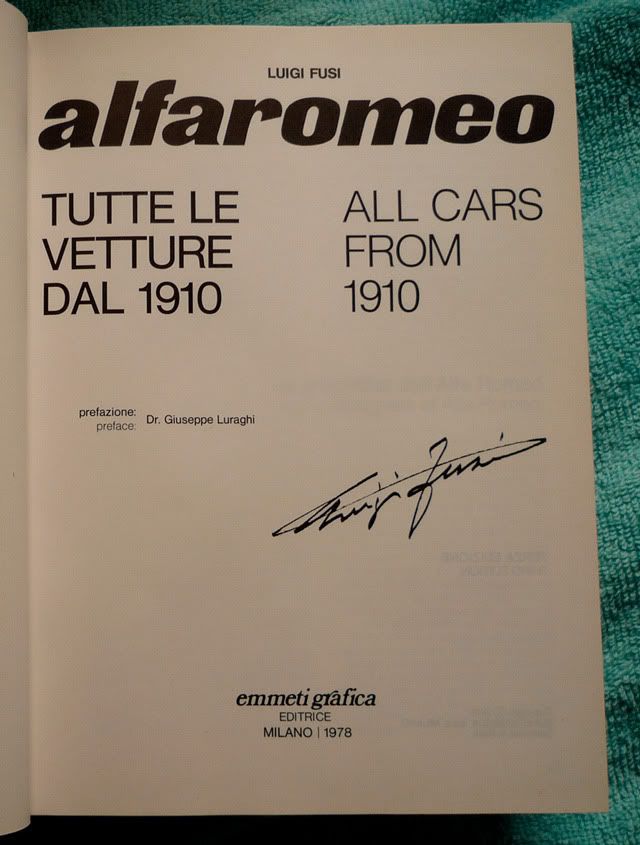 LUIGI FUSI
alfaromeo
TUTTE LE
VETTURE
DAL 1910
ALL CARS
FROM
1910
prefazione:
preface:
Dr. Giuseppe Luraghi
Luigi Fusi
emmeti gráfica
EDITRICE
MILANO | 1978